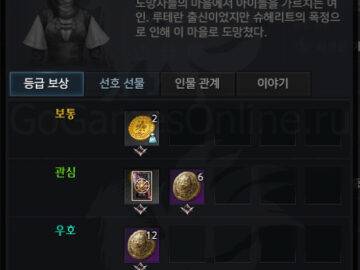 도망자들의 마을에서 아이들을 가르치는 여
인. 루테란 출신이었지만 슈헤리트의 폭정으
로 인해 이 마을로 도망쳤다.
등급 보상 선호 선물 인물 관계 이야기
GoGamesOnline.ru
보통
2
관심
6
우호
12